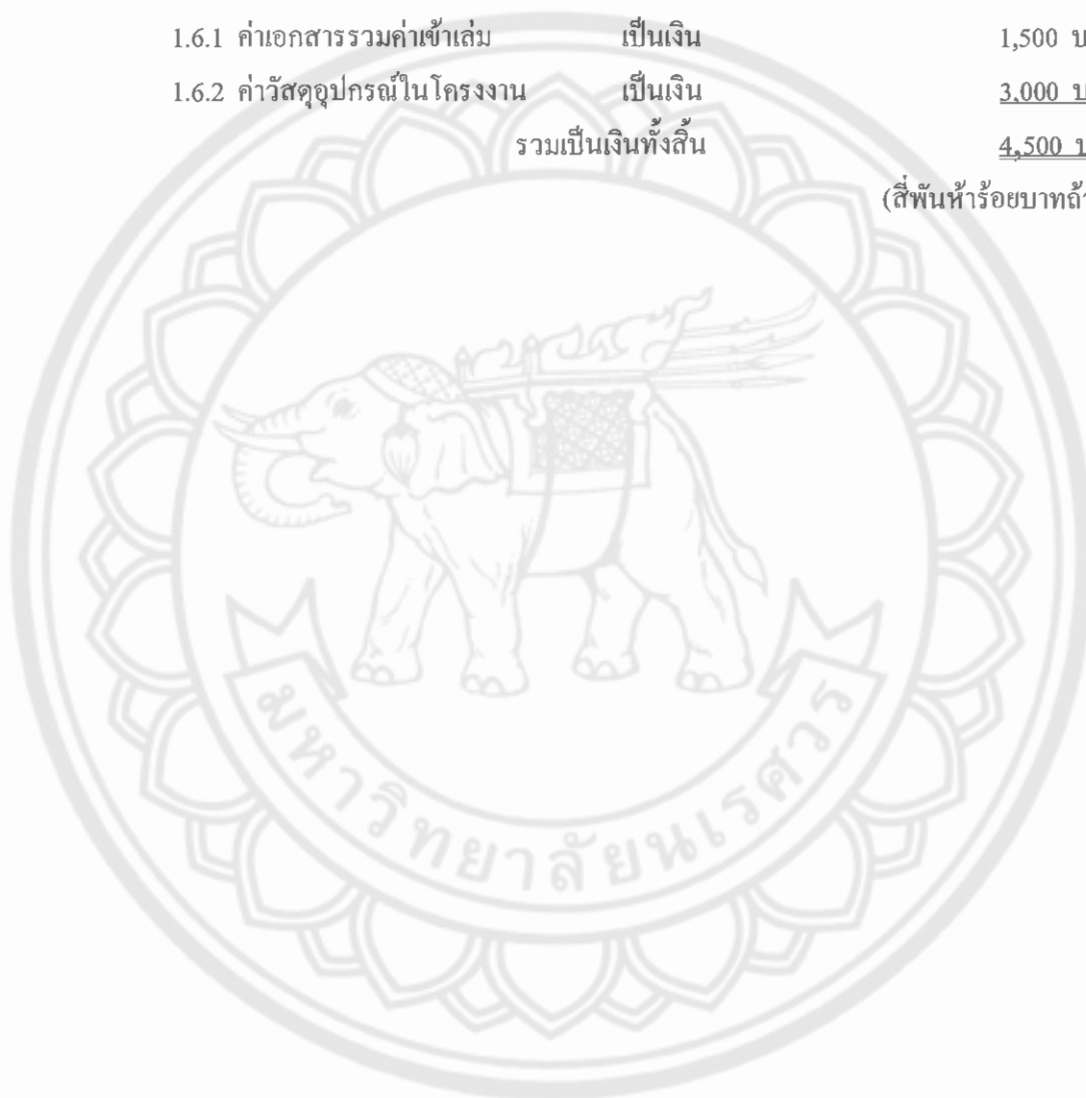 1.6.1 ค่าเอกสารรวมค่าเข้าเล่ม เป็นเงิน 1,500 บ
1.6.2 ค่าวัสดุอุปกรณ์ในโครงงาน เป็นเงิน 3,000 บ
รวมเป็นเงินทั้งสิ้น 4,500 บ
(สี่พันห้าร้อยบาทถ้
มหาวิทยาลัยนเรศวร